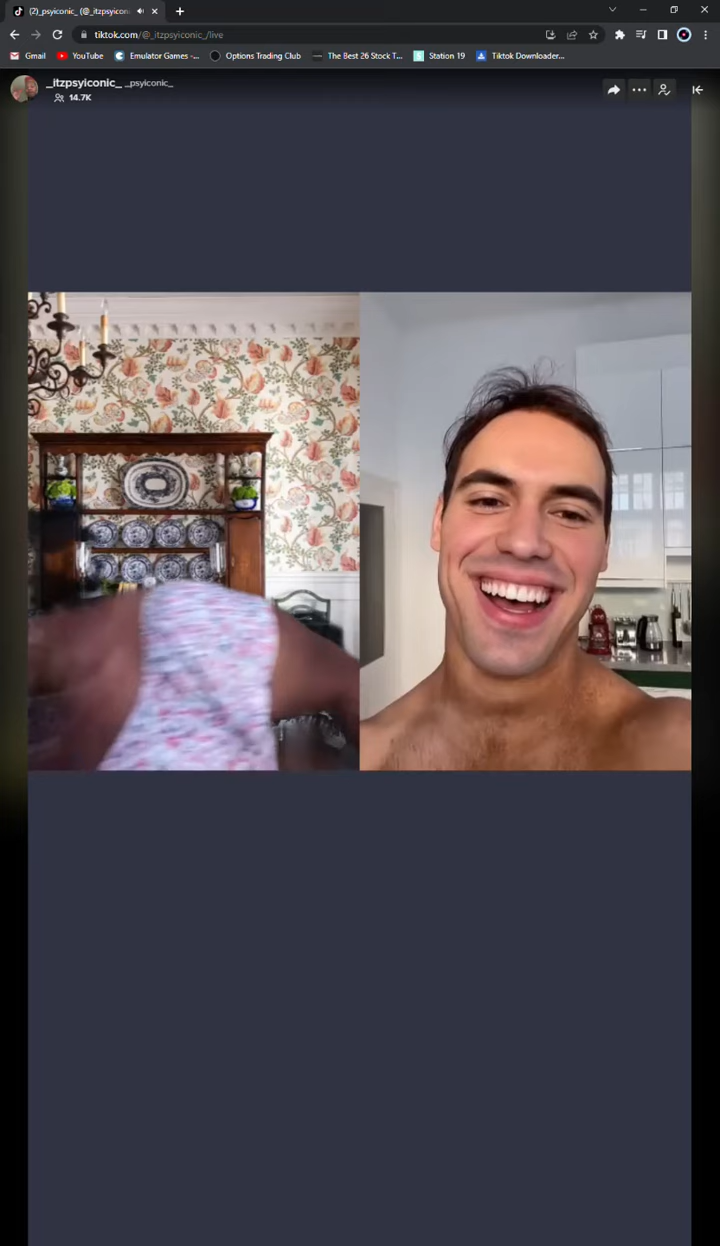 (2)_psyiconic_ (@_itzpsyicon
tiktok.com/@_itzpsyiconic_/live
Gmail
YouTube
Emulator Games -...
Options Trading Club
The Best 26 Stock T...
Station 19
Tiktok Downloader...
_itzpsyiconic_ _psyiconic_
14.7K